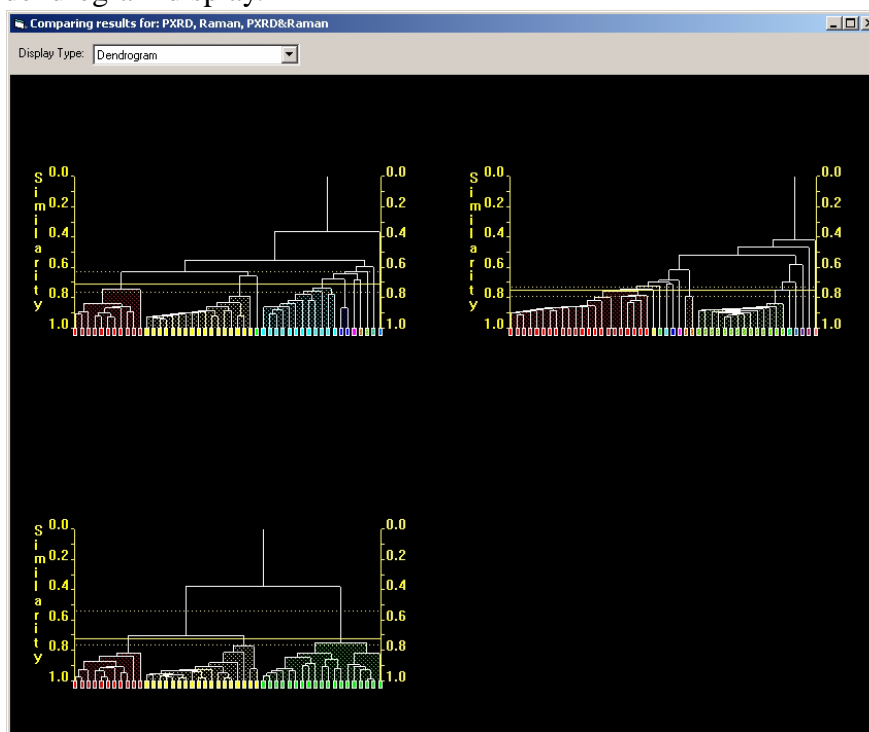 dendrogram display.
Comparing results for: PXRD, Raman, PXRD&Raman
Display Type: Dendrogram
Similarity 0.0 0.2 0.4 0.6 0.8 1.0 0.0 0.2 0.4 0.6 0.8 1.0
Similarity 0.0 0.2 0.4 0.6 0.8 1.0 0.0 0.2 0.4 0.6 0.8 1.0
Similarity 0.0 0.2 0.4 0.6 0.8 1.0 0.0 0.2 0.4 0.6 0.8 1.0